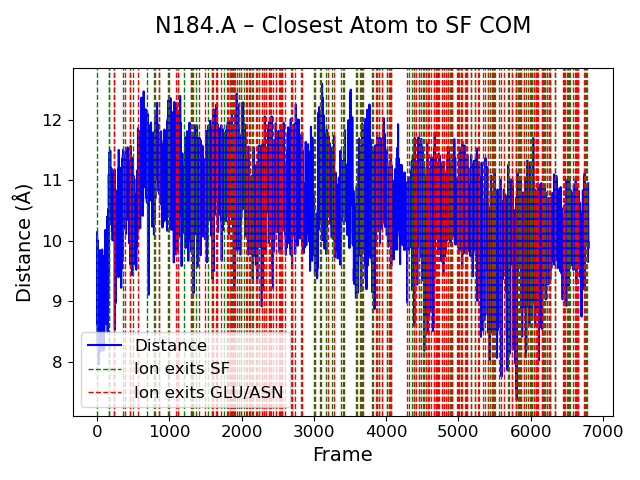 N184.A – Closest Atom to SF COM
Distance (Å)
12
11
10
9
8
Distance
Ion exits SF
Ion exits GLU/ASN
0 1000 2000 3000 4000 5000 6000 7000
Frame